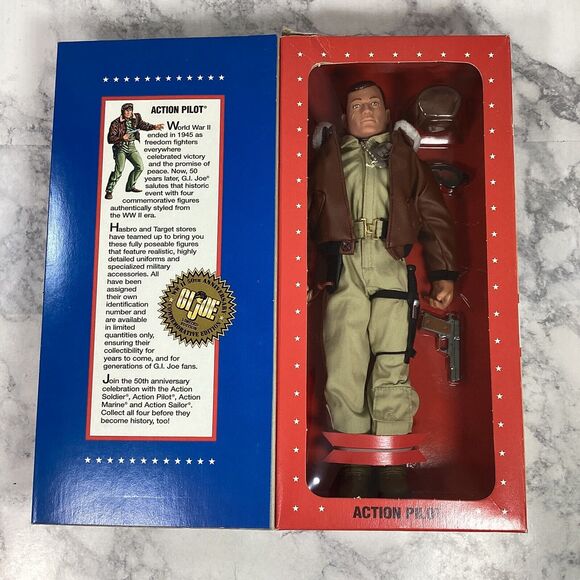 ACTION PILOT®
World War II
ended in 1945 as
freedom fighters
everywhere
celebrated victory
and the promise of
peace. Now, 50
years later, G.I. Joe®
salutes that historic
event with four
commemorative figures
authentically styled from
the WW II era.
Hasbro and Target stores
have teamed up to bring you
these fully poseable figures
that feature realistic, highly
detailed uniforms and
specialized military
accessories. All
have been
assigned
their own
identification
number and
are available
in limited
quantities only,
ensuring their
collectibility for
years to come, and for
generations of G.I. Joe fans.
Join the 50th anniversary
celebration with the Action
Soldier®, Action Pilot®, Action
Marine® and Action Sailor®.
Collect all four before they
become history, too!
50TH ANNIVERSARY
GI JOE
COMMEMORATIVE EDITION
ACTION PILOT